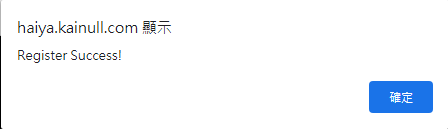 haiya.kainull.com 顯示
Register Success!
確定